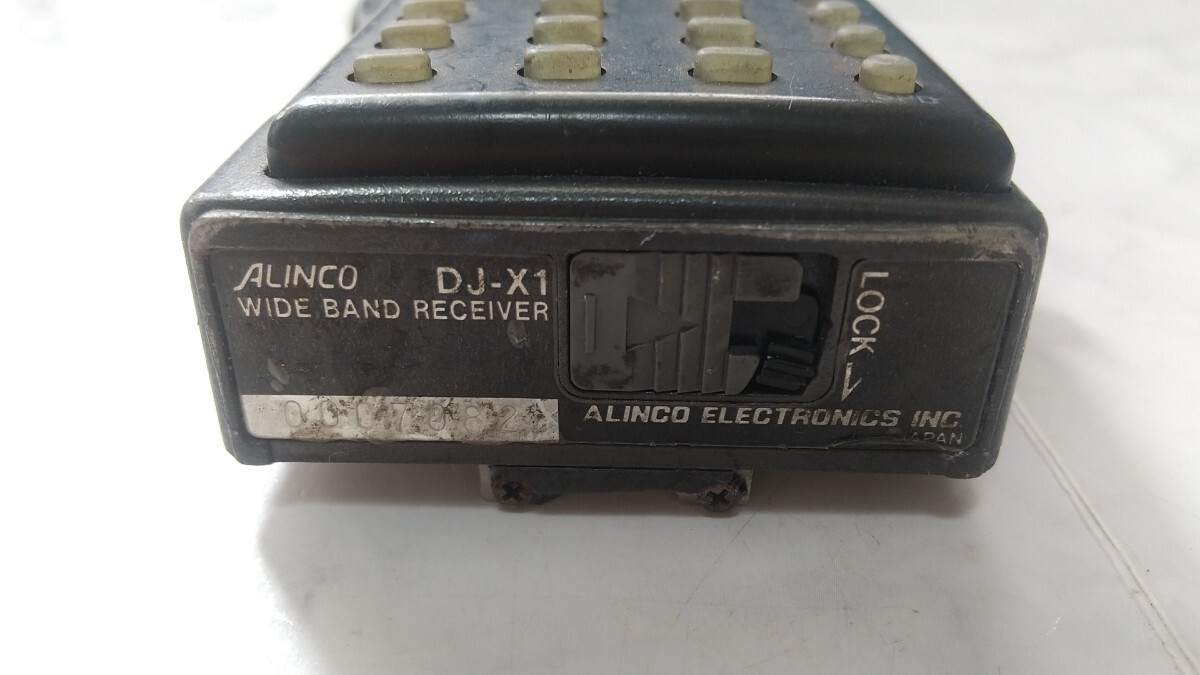 ALINCO DJ-X1
WIDE BAND RECEIVER
LOCK
ALINCO ELECTRONICS INC.
JAPAN